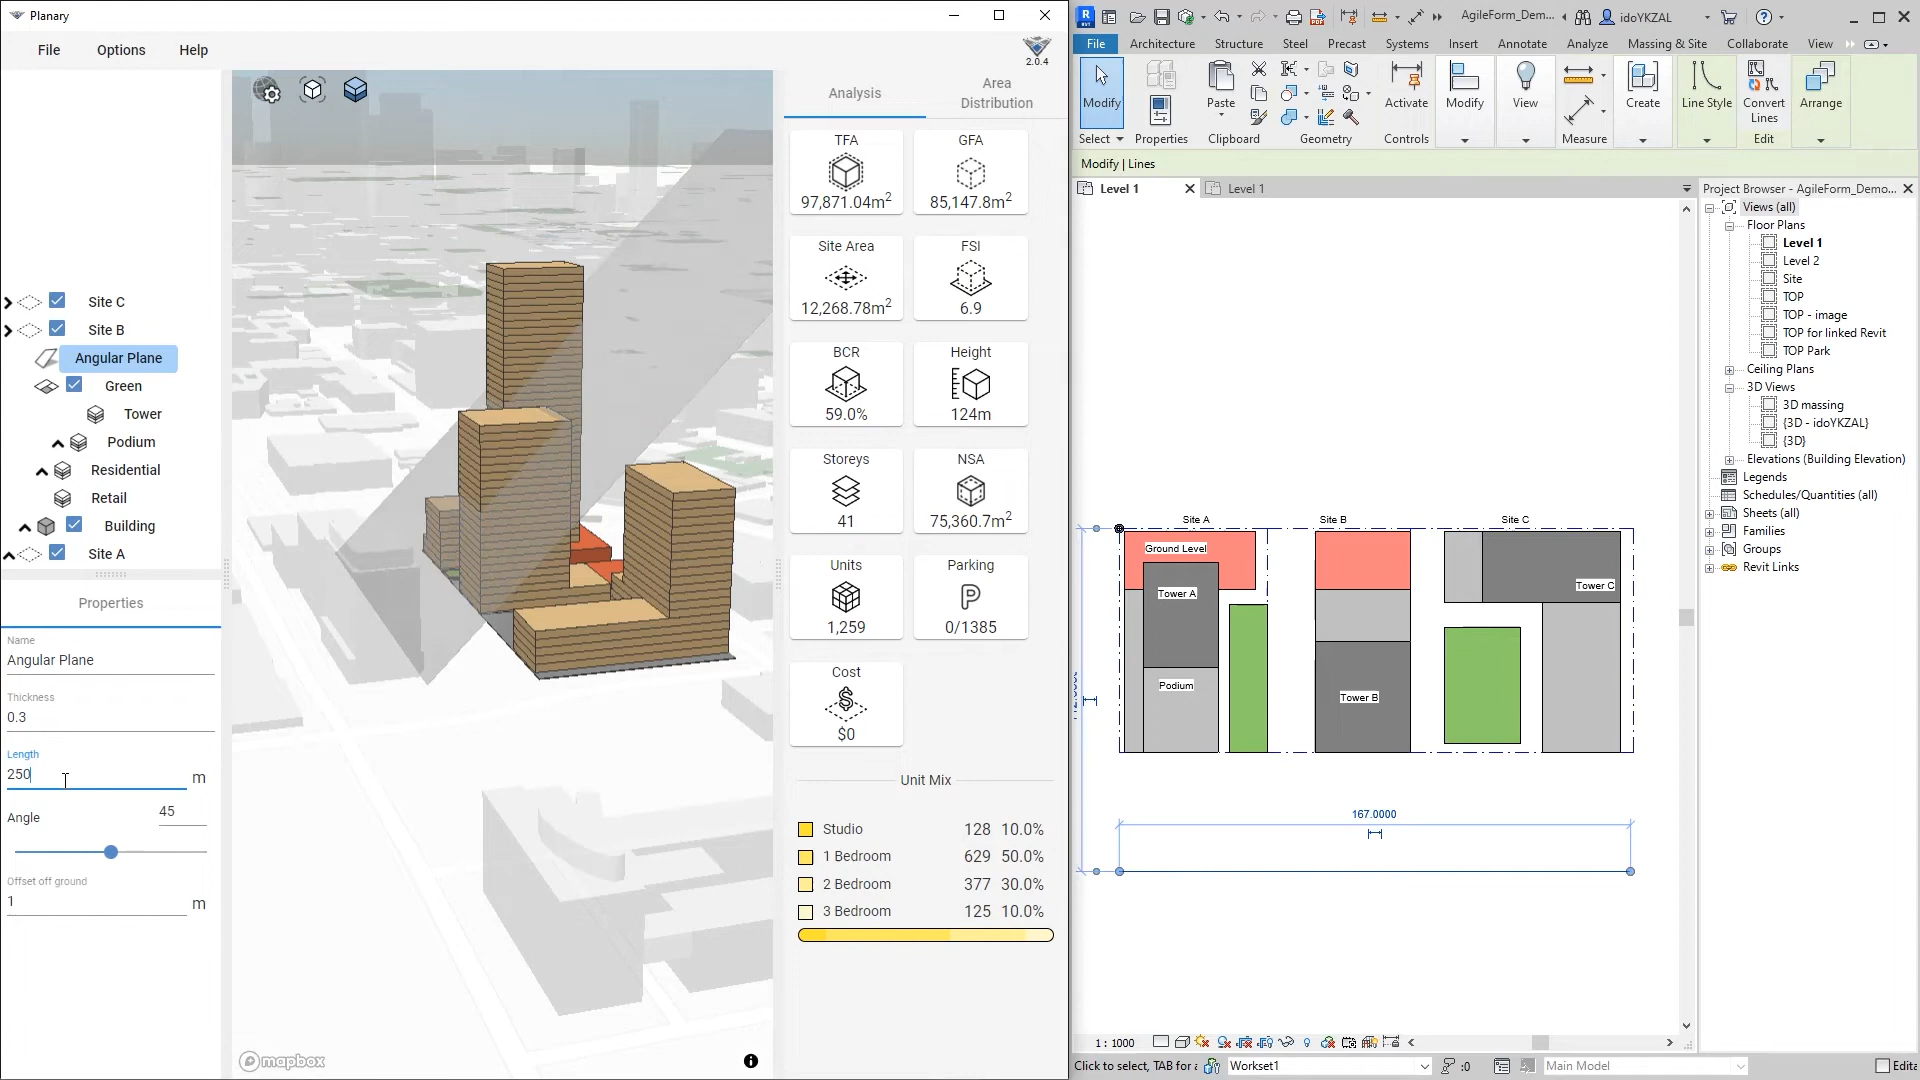 Planary
File Options Help
2.0.4
Site C
Site B
Angular Plane
Green
Tower
Podium
Residential
Retail
Building
Site A
Properties
Name
Angular Plane
Thickness
0.3
Length
250 m
Angle 45
Offset off ground
1 m
mapbox
Analysis
Area
Distribution
TFA GFA
97,871.04m² 85,147.8m²
Site Area FSI
12,268.78m² 6.9
BCR Height
59.0% 124m
Storeys NSA
41 75,360.7m²
Units Parking
1,259 0/1385
Cost
$0
Unit Mix
Studio 128 10.0%
1 Bedroom 629 50.0%
2 Bedroom 377 30.0%
3 Bedroom 125 10.0%
AgileForm_Dem... idoYKZAL
File Architecture Structure Steel Precast Systems Insert Annotate Analyze Massing & Site Collaborate View
Modify Paste Activate Modify View Create Line Style Convert Lines Arrange
Select Properties Clipboard Geometry Controls Measure Edit
Modify | Lines
Level 1 Level 1
Site A Site B Site C
Ground Level
Tower C
Tower A
Podium
Tower B
167.0000
Project Browser - AgileForm_Demo...
Views (all)
Floor Plans
Level 1
Level 2
Site
TOP
TOP - image
TOP for linked Revit
TOP Park
Ceiling Plans
3D Views
3D massing
{3D - idoYKZAL}
{3D}
Elevations (Building Elevation)
Legends
Schedules/Quantities (all)
Sheets (all)
Families
Groups
Revit Links
1 : 1000
Click to select, TAB for a Workset1 :0 Main Model Edita